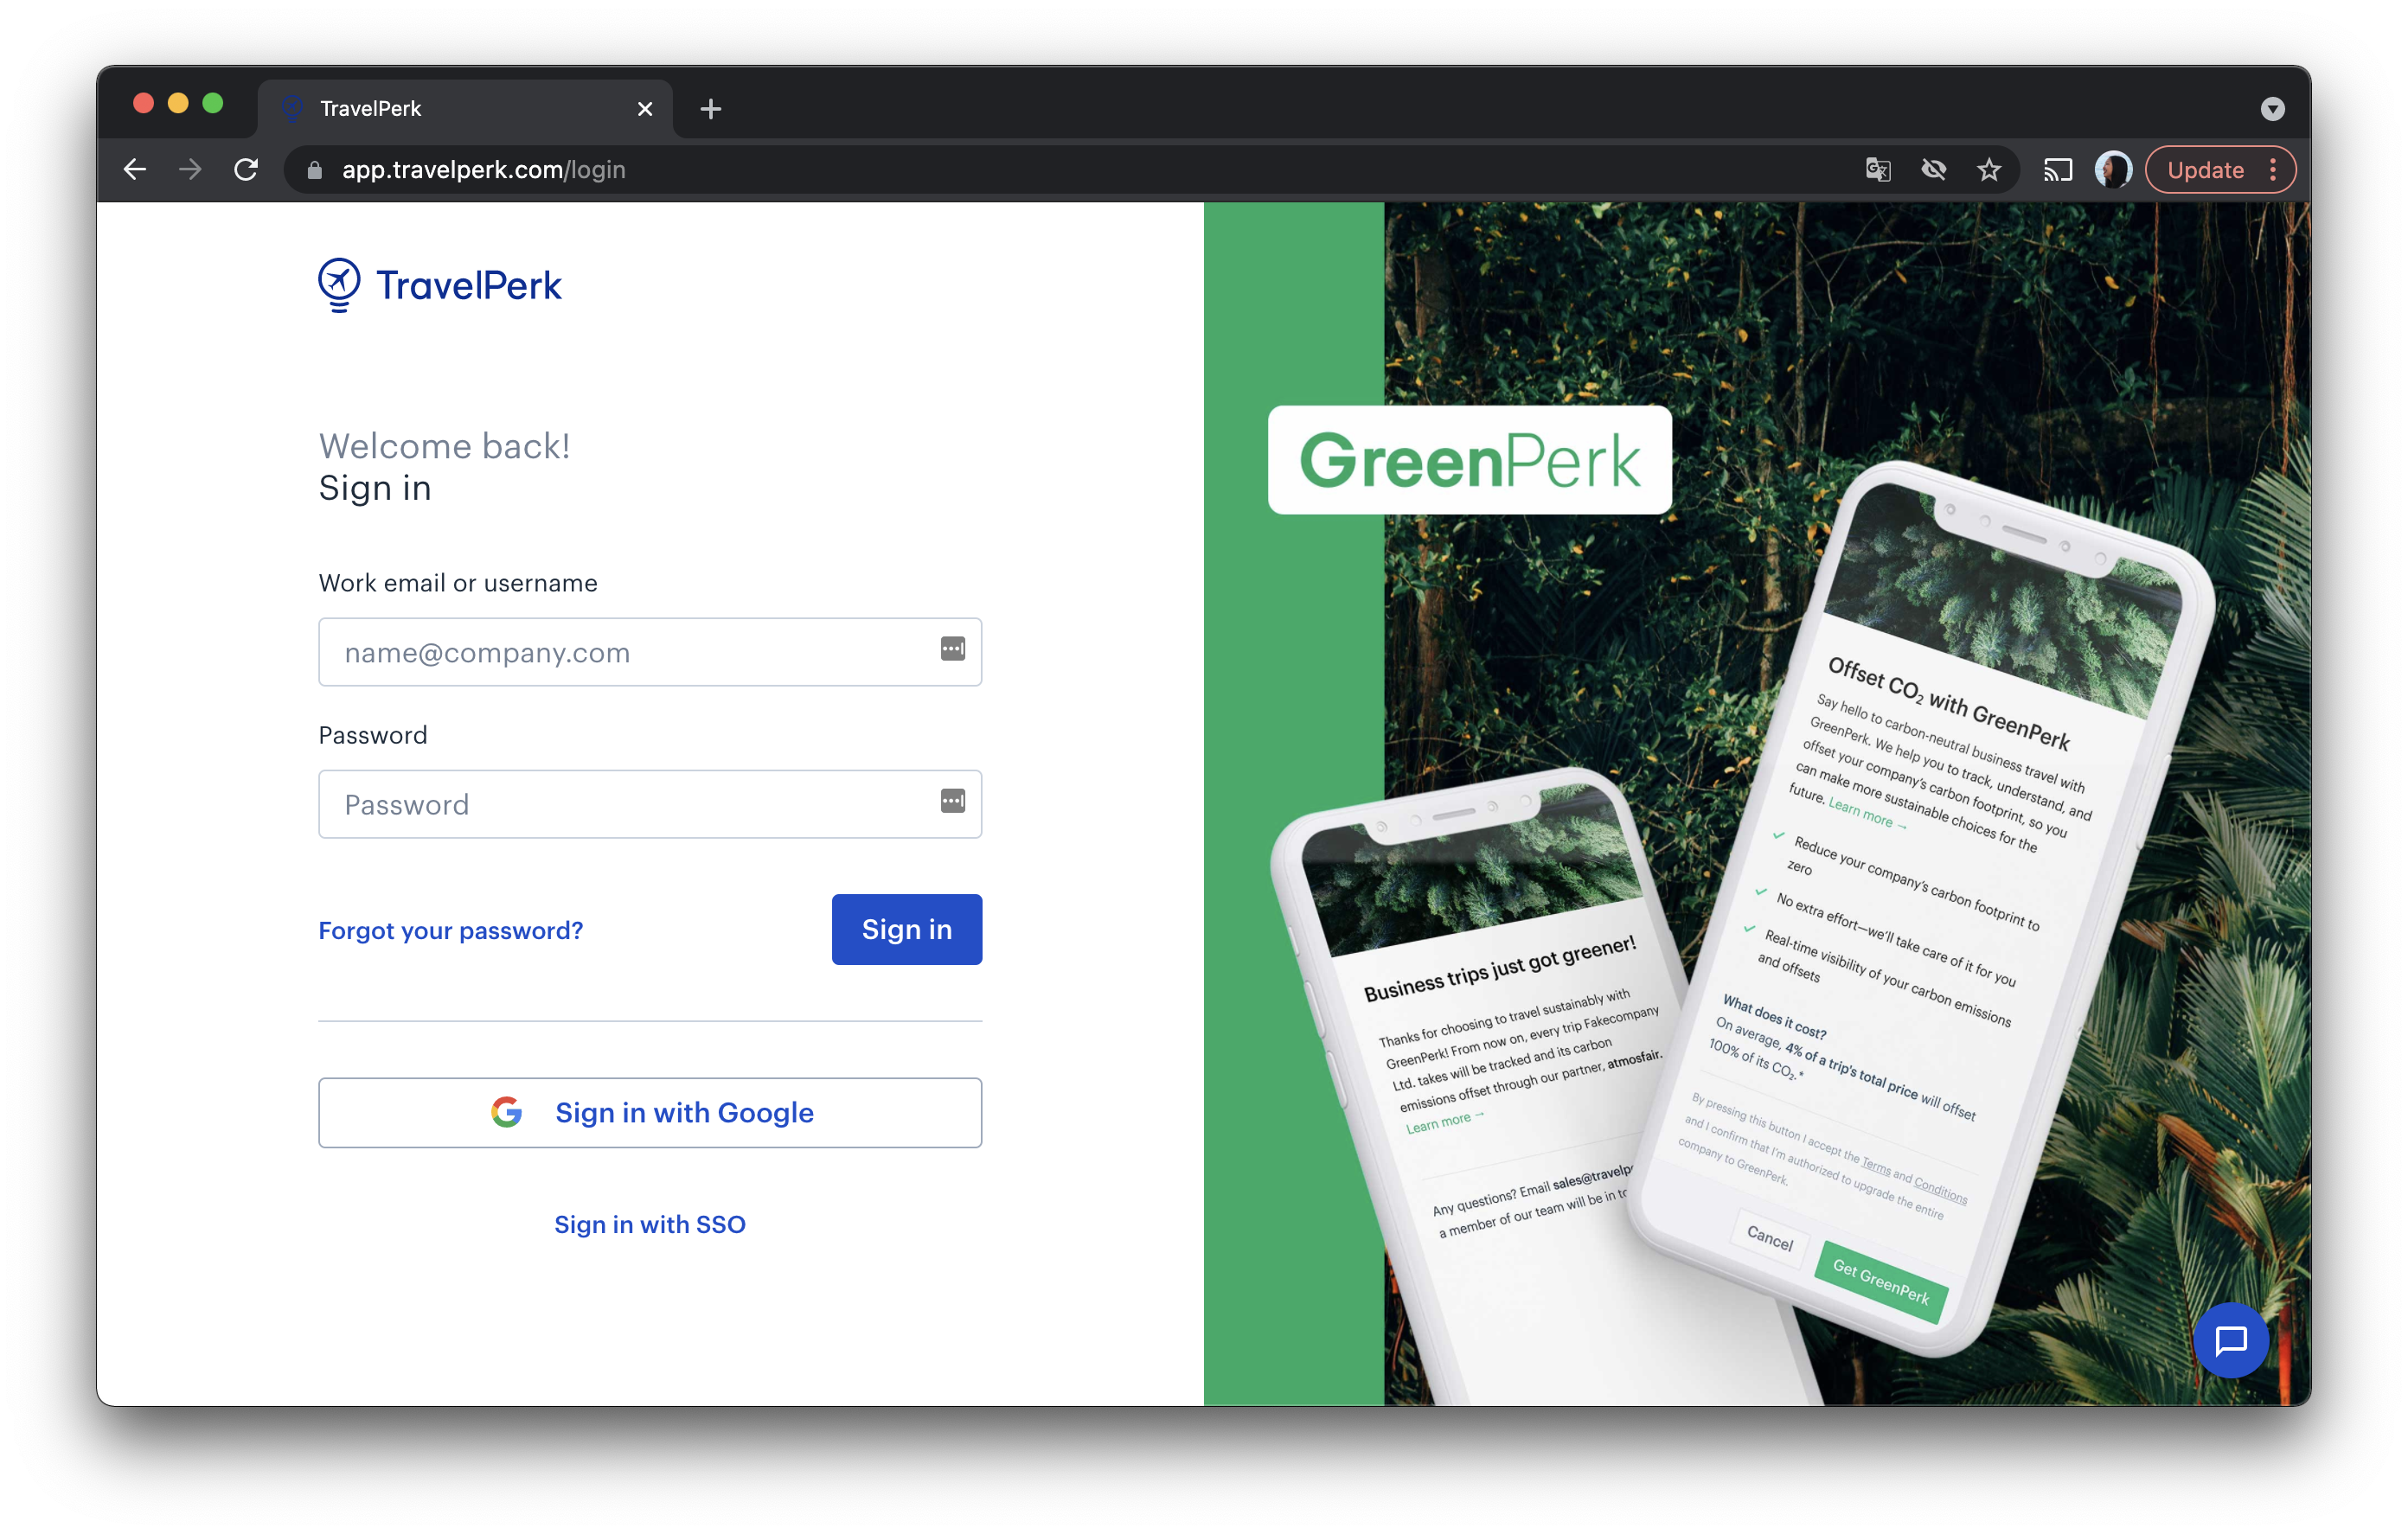 TravelPerk
app.travelperk.com/login
Update
TravelPerk
Welcome back!
Sign in
Work email or username
name@company.com
Password
Password
Forgot your password?
Sign in
Sign in with Google
Sign in with SSO
GreenPerk
Business trips just got greener!
Thanks for choosing to travel sustainably with
GreenPerk! From now on, every trip Fakecompany
Ltd. takes will be tracked and its carbon
emissions offset through our partner, atmosfair.
Learn more →
Any questions? Email sales@travelpe
a member of our team will be in to
Offset CO₂ with GreenPerk
Say hello to carbon-neutral business travel with
GreenPerk. We help you to track, understand, and
offset your company's carbon footprint, so you
can make more sustainable choices for the
future. Learn more →
Reduce your company's carbon footprint to
zero
No extra effort—we'll take care of it for you
Real-time visibility of your carbon emissions
and offsets
What does it cost?
On average, 4% of a trip's total price will offset
100% of its CO₂.*
By pressing this button I accept the Terms and Conditions
and I confirm that I'm authorized to upgrade the entire
company to GreenPerk.
Cancel
Get GreenPerk